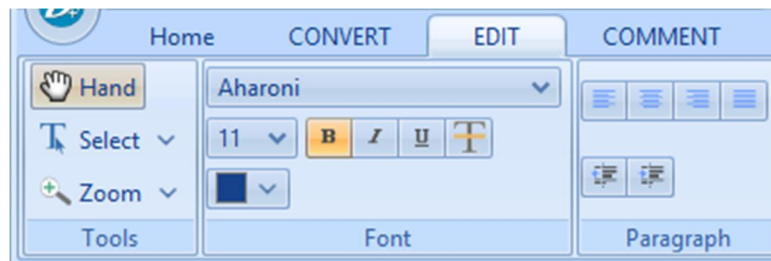 Home CONVERT EDIT COMMENT
Hand Aharoni
Select 11 B I U T
Zoom
Tools Font Paragraph